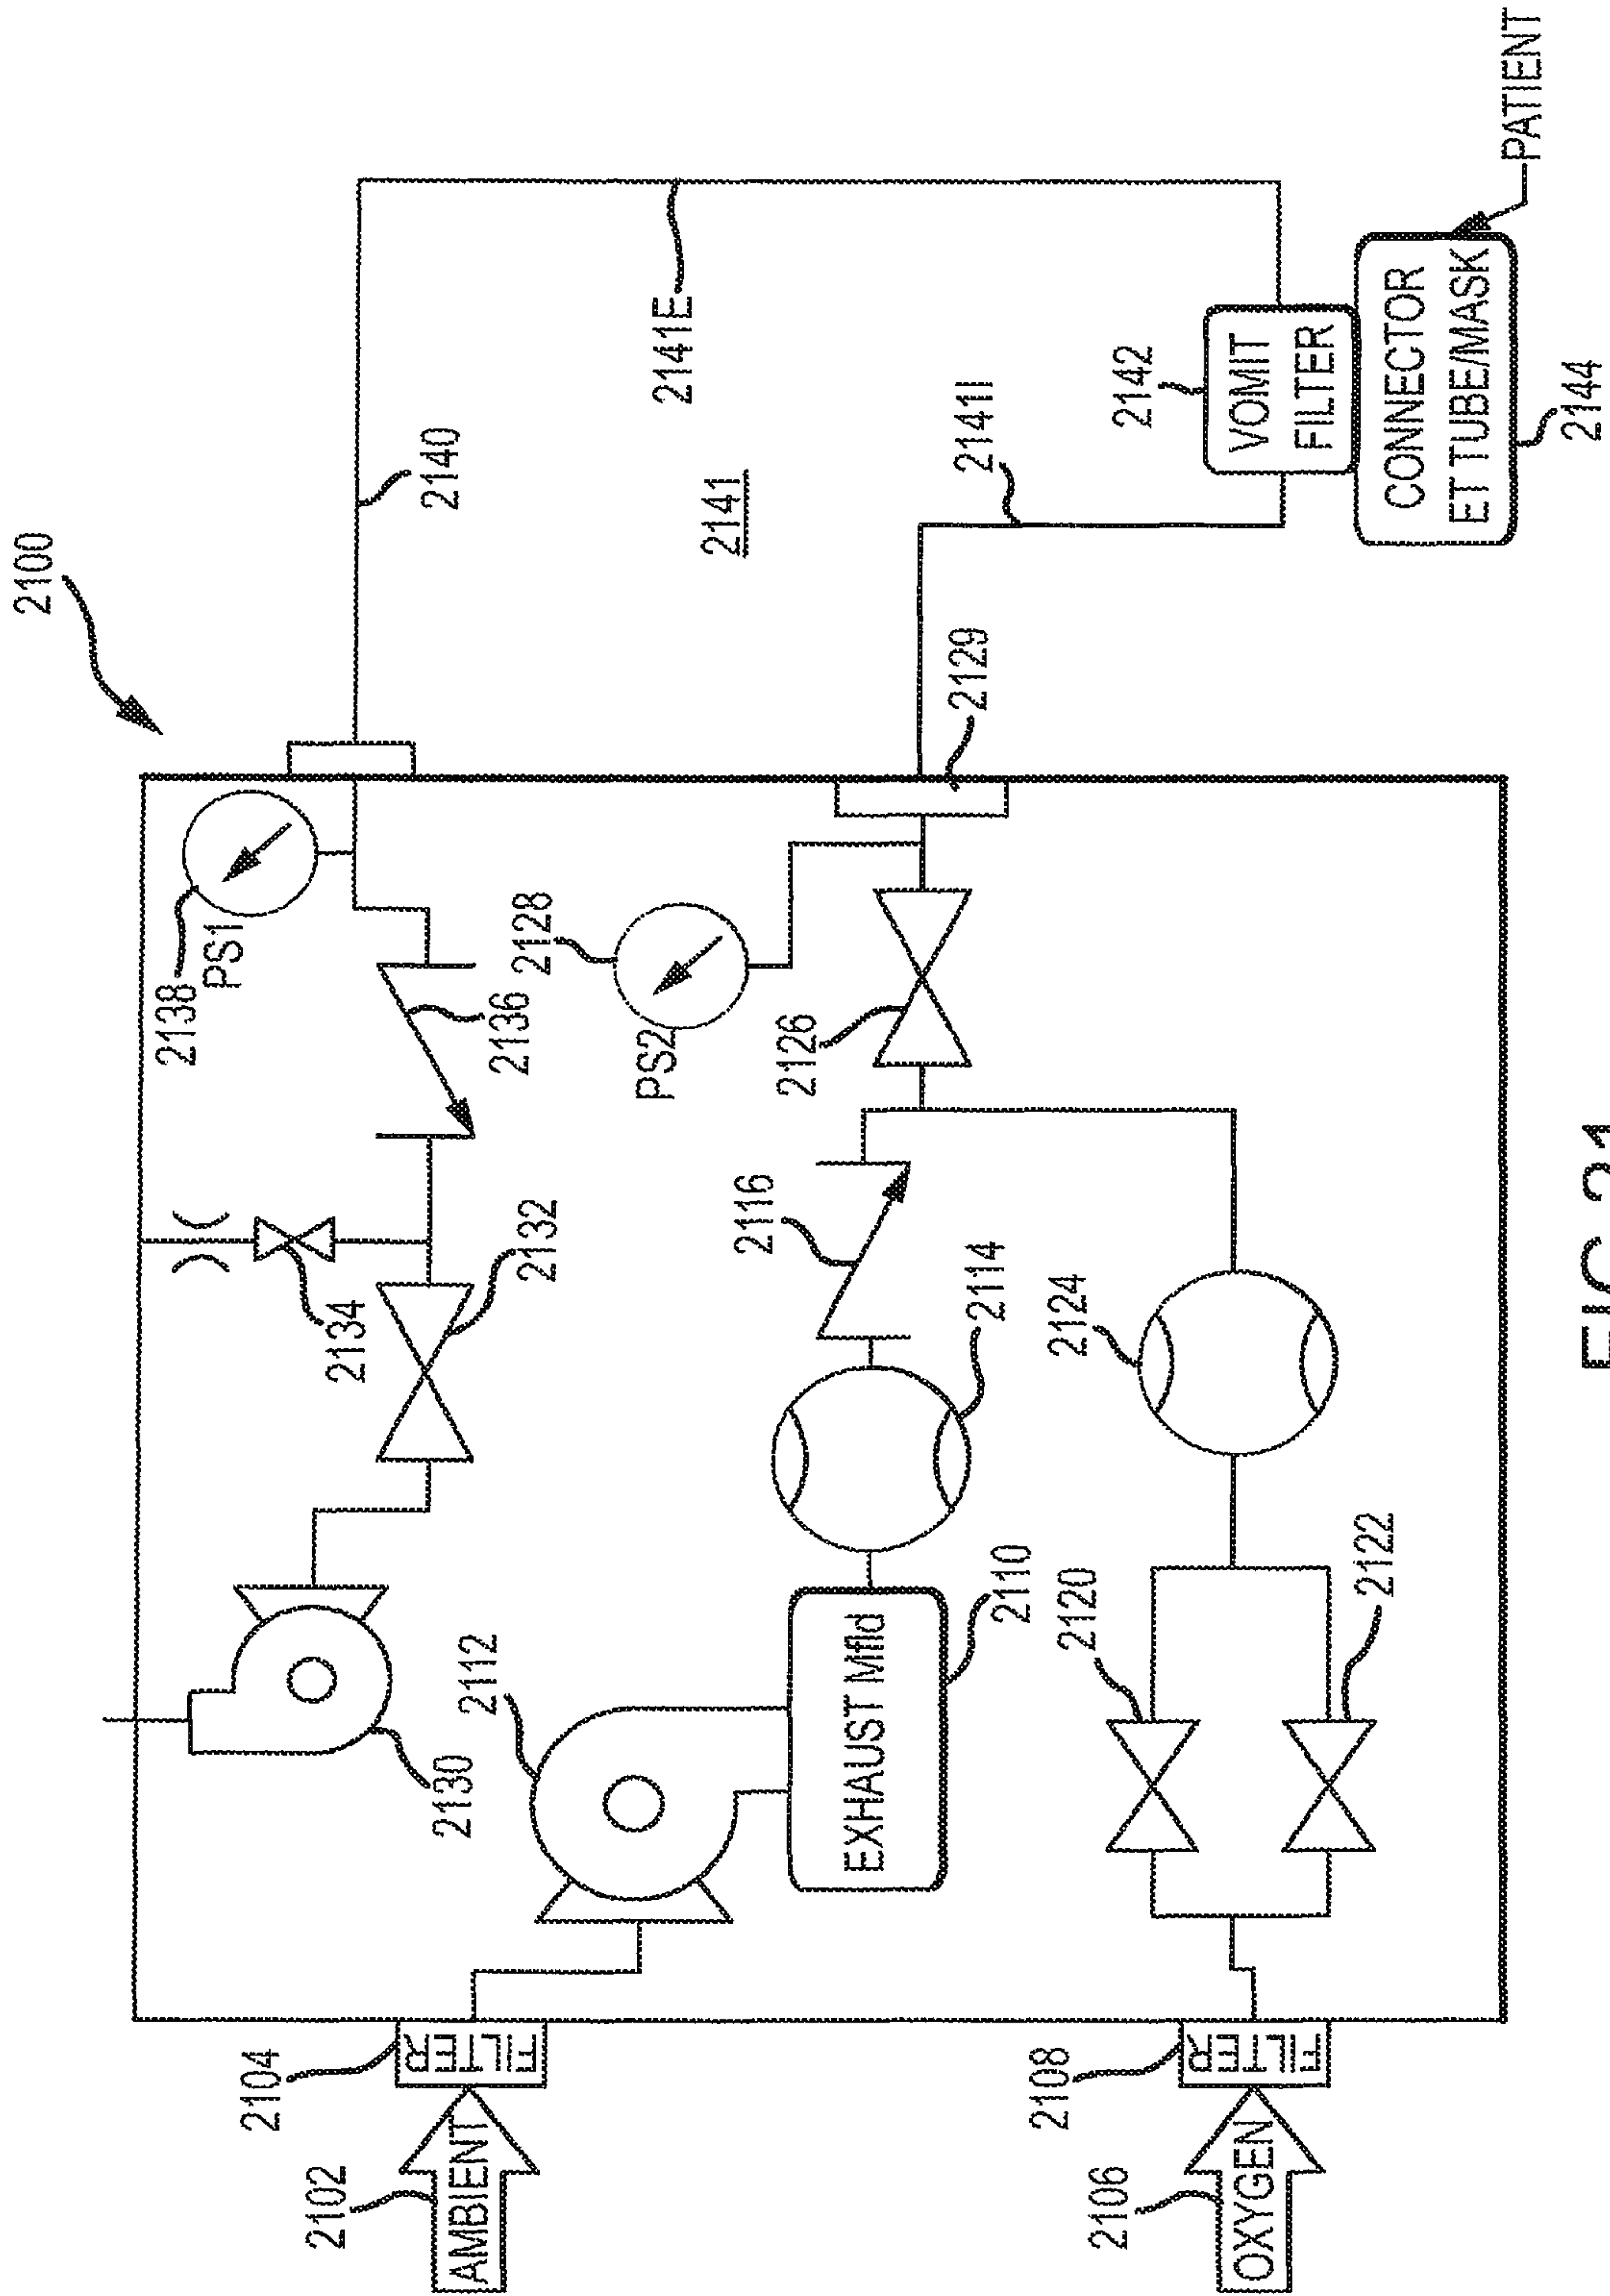 2100
2138
PS1
2140
2134
2136
2141E
2132
2130
2128
PS2
2141
2112
2104
FILTER
2102
AMBIENT
2126
2116
2129
2141I
2142
VOMIT
FILTER
2114
EXHAUST Mfld
2110
CONNECTOR
ET TUBE/MASK
PATIENT
2144
2124
2120
2122
2108
FILTER
2106
OXYGEN
FIG. 21